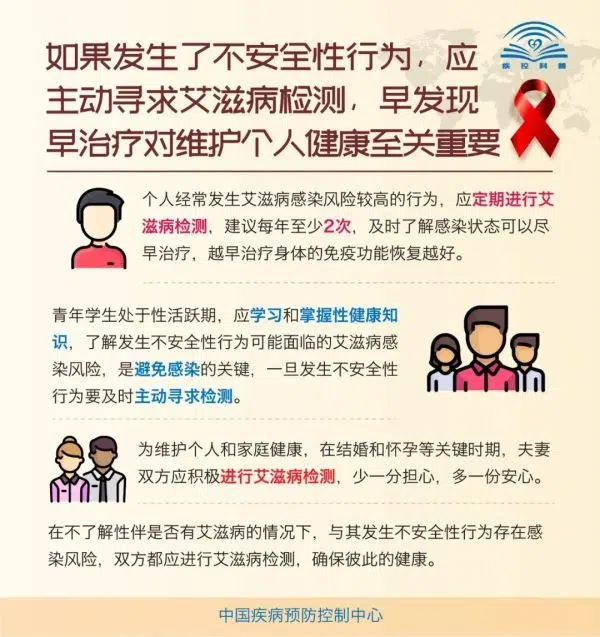 如果发生了不安全性行为，应
主动寻求艾滋病检测，早发现
早治疗对维护个人健康至关重要
疾控科普
个人经常发生艾滋病感染风险较高的行为，应定期进行艾
滋病检测，建议每年至少2次，及时了解感染状态可以尽
早治疗，越早治疗身体的免疫功能恢复越好。
青年学生处于性活跃期，应学习和掌握性健康知
识，了解发生不安全性行为可能面临的艾滋病感
染风险，是避免感染的关键，一旦发生不安全性
行为要及时主动寻求检测。
为维护个人和家庭健康，在结婚和怀孕等关键时期，夫妻
双方应积极进行艾滋病检测，少一分担心，多一份安心。
在不了解性伴是否有艾滋病的情况下，与其发生不安全性行为存在感
染风险，双方都应进行艾滋病检测，确保彼此的健康。
中国疾病预防控制中心